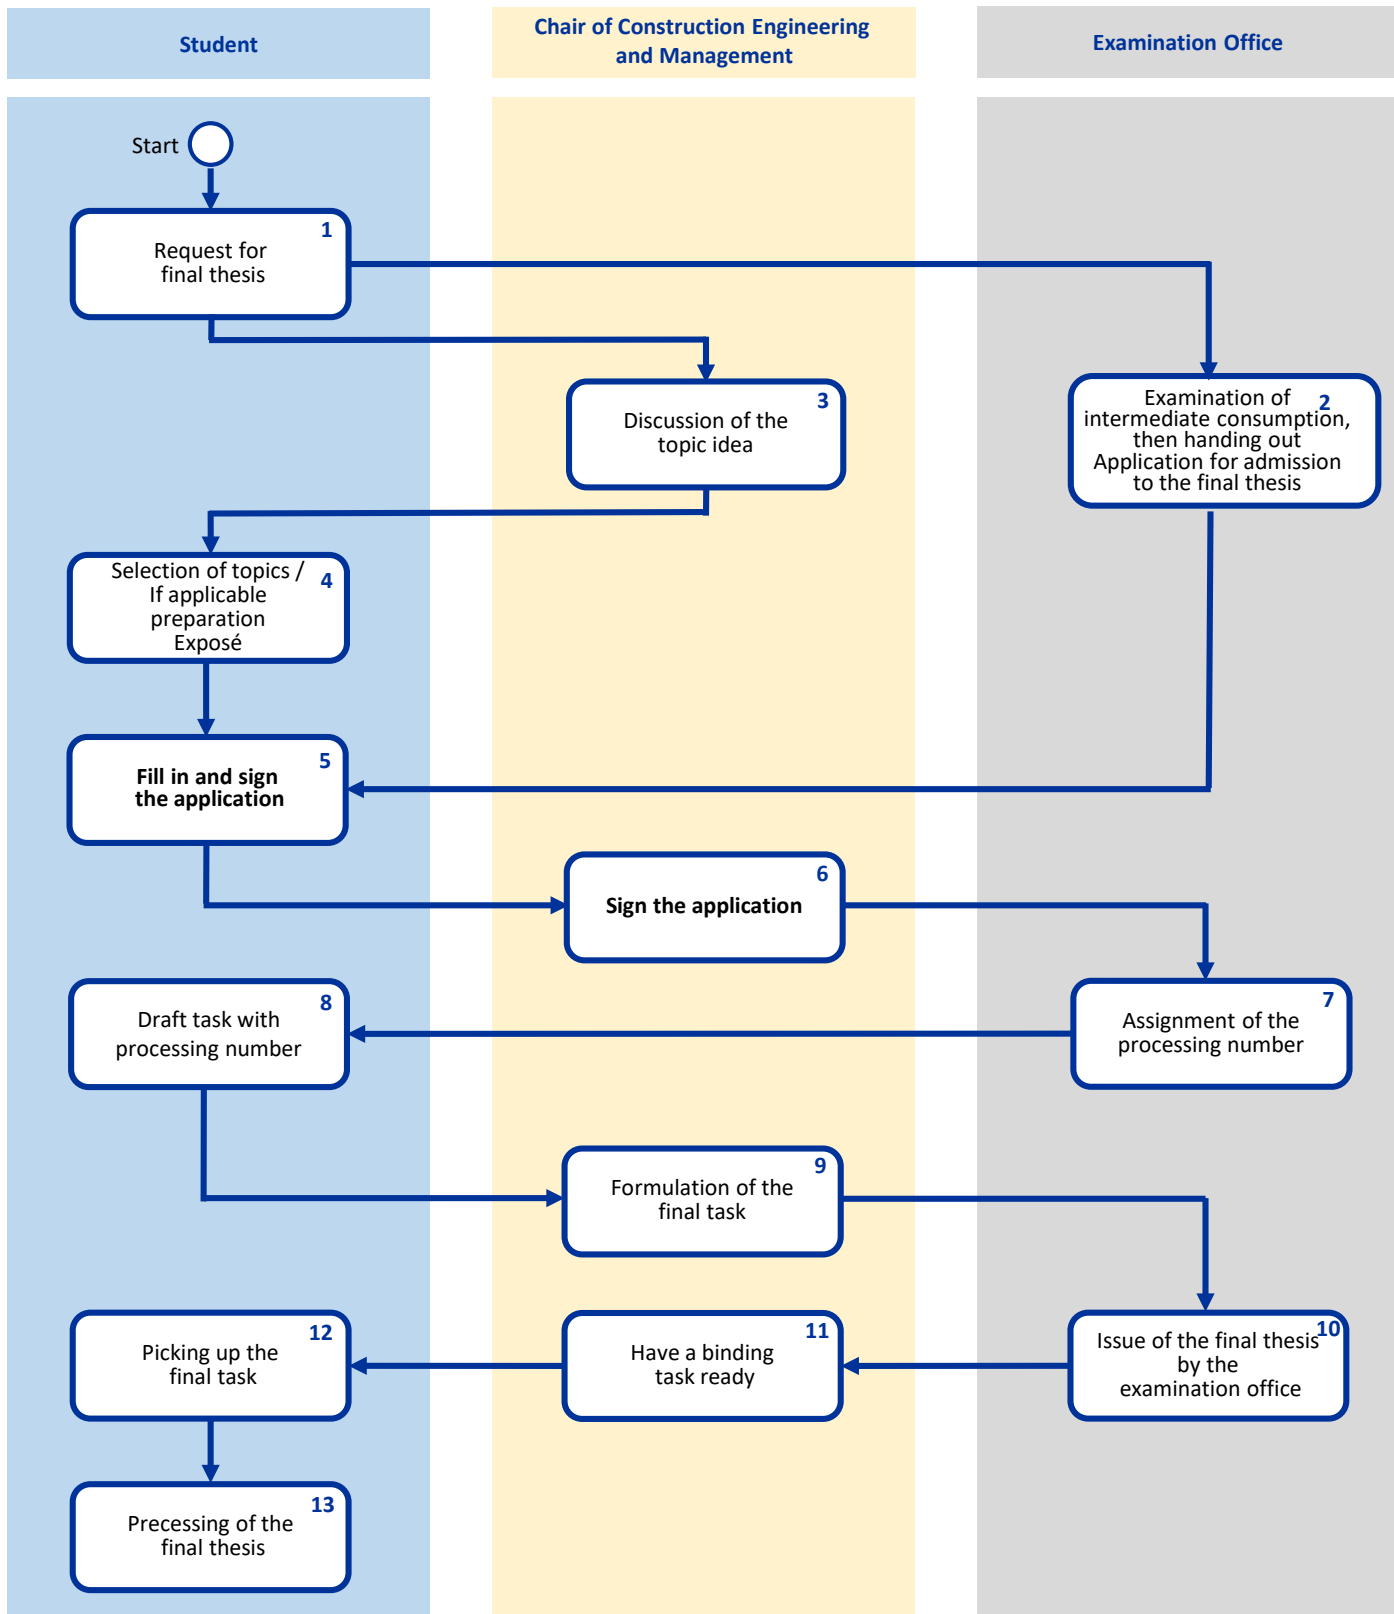 Student
Chair of Construction Engineering
and Management
Examination Office
Start
1
Request for
final thesis
2
Examination of
intermediate consumption,
then handing out
Application for admission
to the final thesis
3
Discussion of the
topic idea
4
Selection of topics /
If applicable
preparation
Exposé
5
Fill in and sign
the application
6
Sign the application
7
Assignment of the
processing number
8
Draft task with
processing number
9
Formulation of the
final task
10
Issue of the final thesis
by the
examination office
11
Have a binding
task ready
12
Picking up the
final task
13
Precessing of the
final thesis